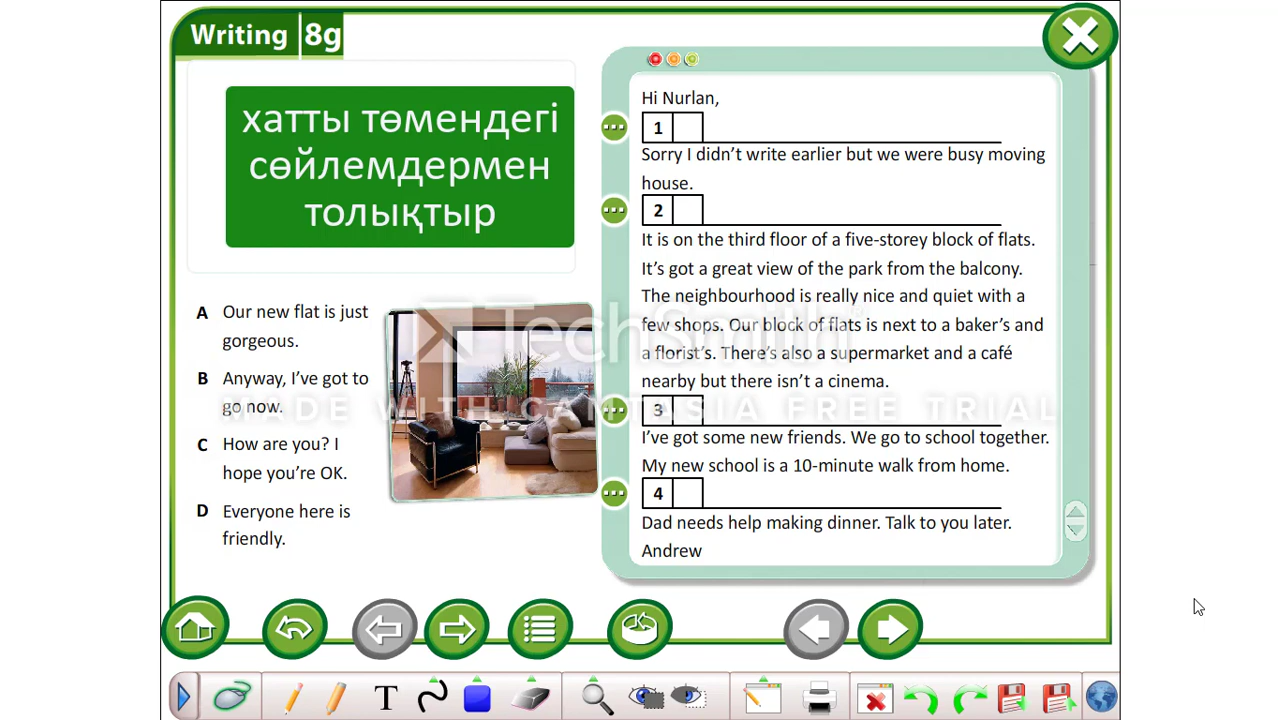 Writing 8g
хатты төмендегі
сөйлемдермен
толықтыр
A Our new flat is just
gorgeous.
B Anyway, I've got to
go now.
C How are you? I
hope you're OK.
D Everyone here is
friendly.
Hi Nurlan,
1
Sorry I didn't write earlier but we were busy moving
house.
2
It is on the third floor of a five-storey block of flats.
It's got a great view of the park from the balcony.
The neighbourhood is really nice and quiet with a
few shops. Our block of flats is next to a baker's and
a florist's. There's also a supermarket and a café
nearby but there isn't a cinema.
3
I've got some new friends. We go to school together.
My new school is a 10-minute walk from home.
4
Dad needs help making dinner. Talk to you later.
Andrew
TechSmith
MADE WITH CAMTASIA FREE TRIAL
T